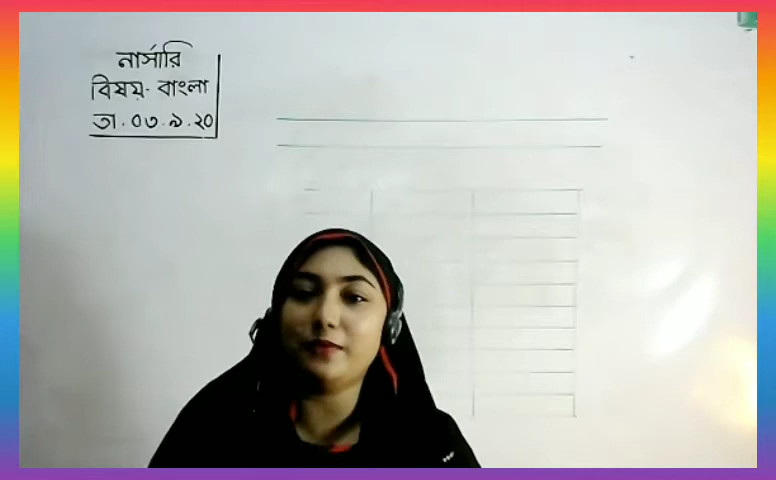 নার্সারি
বিষয়- বাংলা
তা . ০৩ . ৯ . ২০